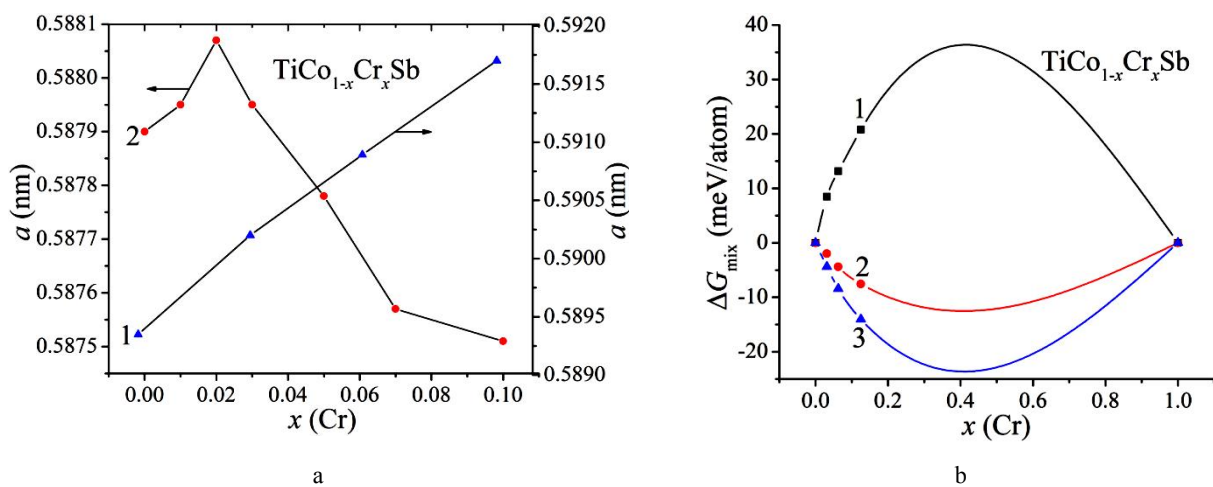 0.5881
0.5880
0.5879
0.5878
0.5877
0.5876
0.5875
a (nm)
0.5920
0.5915
0.5910
0.5905
0.5900
0.5895
0.5890
a (nm)
TiCo1-xCrxSb
2
1
0.00 0.02 0.04 0.06 0.08 0.10
x (Cr)
a
40
30
20
10
0
-10
-20
ΔGmix (meV/atom)
TiCo1-xCrxSb
1
2
3
0.0 0.2 0.4 0.6 0.8 1.0
x (Cr)
b